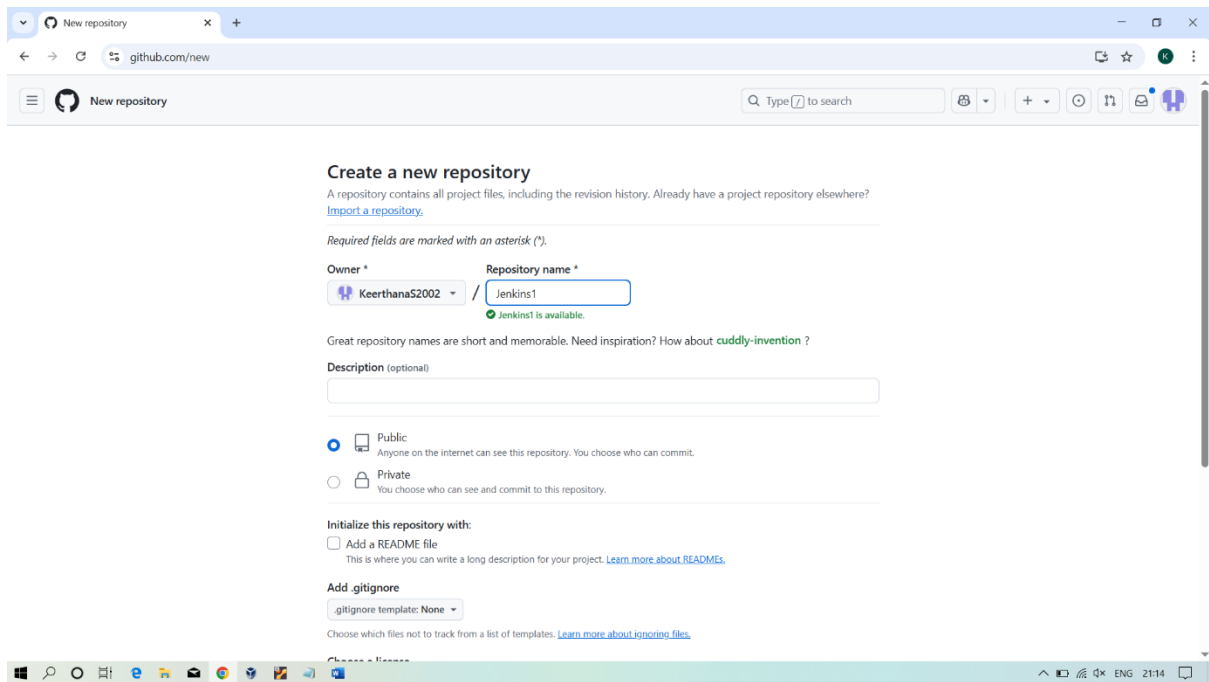 New repository
github.com/new
K
New repository
Type / to search
Create a new repository
A repository contains all project files, including the revision history. Already have a project repository elsewhere?
Import a repository.
Required fields are marked with an asterisk (*).
Owner * Repository name *
KeerthanaS2002 / Jenkins1
Jenkins1 is available.
Great repository names are short and memorable. Need inspiration? How about cuddly-invention ?
Description (optional)
Public
Anyone on the internet can see this repository. You choose who can commit.
Private
You choose who can see and commit to this repository.
Initialize this repository with:
Add a README file
This is where you can write a long description for your project. Learn more about READMEs.
Add .gitignore
.gitignore template: None
Choose which files not to track from a list of templates. Learn more about ignoring files.
Choose a license
ENG 21:14